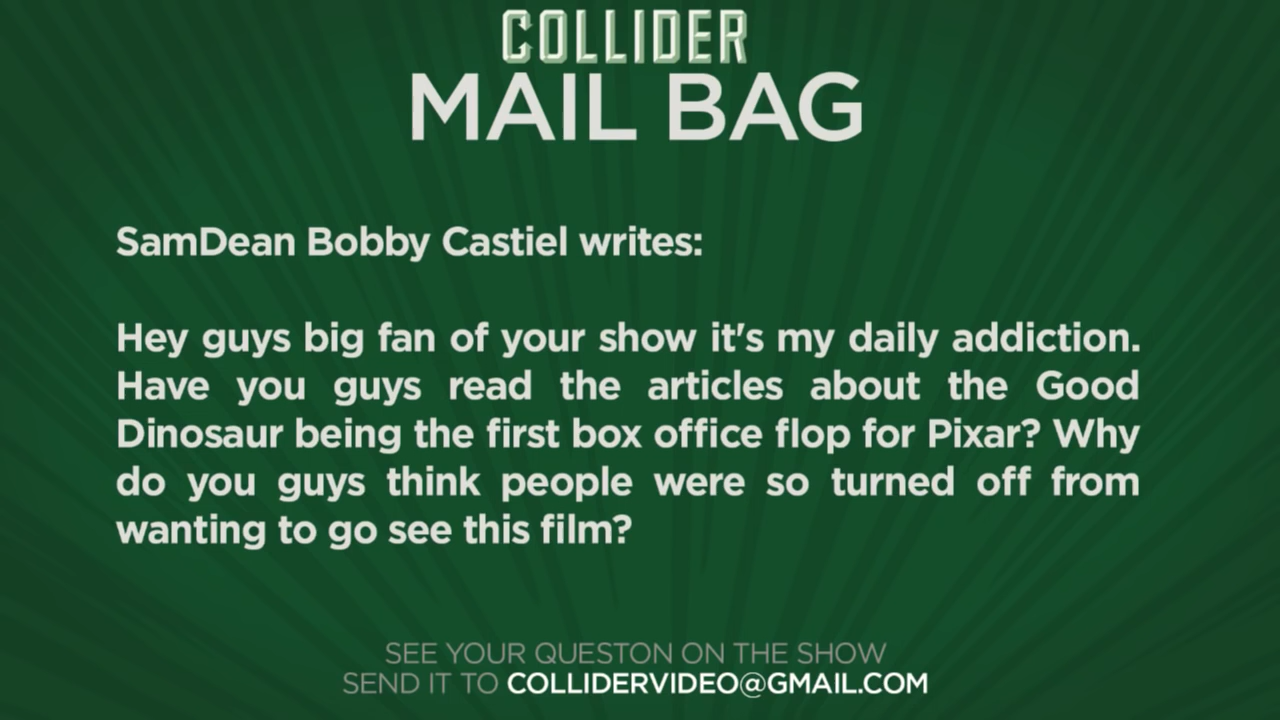 COLLIDER
MAIL BAG
SamDean Bobby Castiel writes:
Hey guys big fan of your show it's my daily addiction.
Have you guys read the articles about the Good
Dinosaur being the first box office flop for Pixar? Why
do you guys think people were so turned off from
wanting to go see this film?
SEE YOUR QUESTON ON THE SHOW
SEND IT TO COLLIDERVIDEO@GMAIL.COM